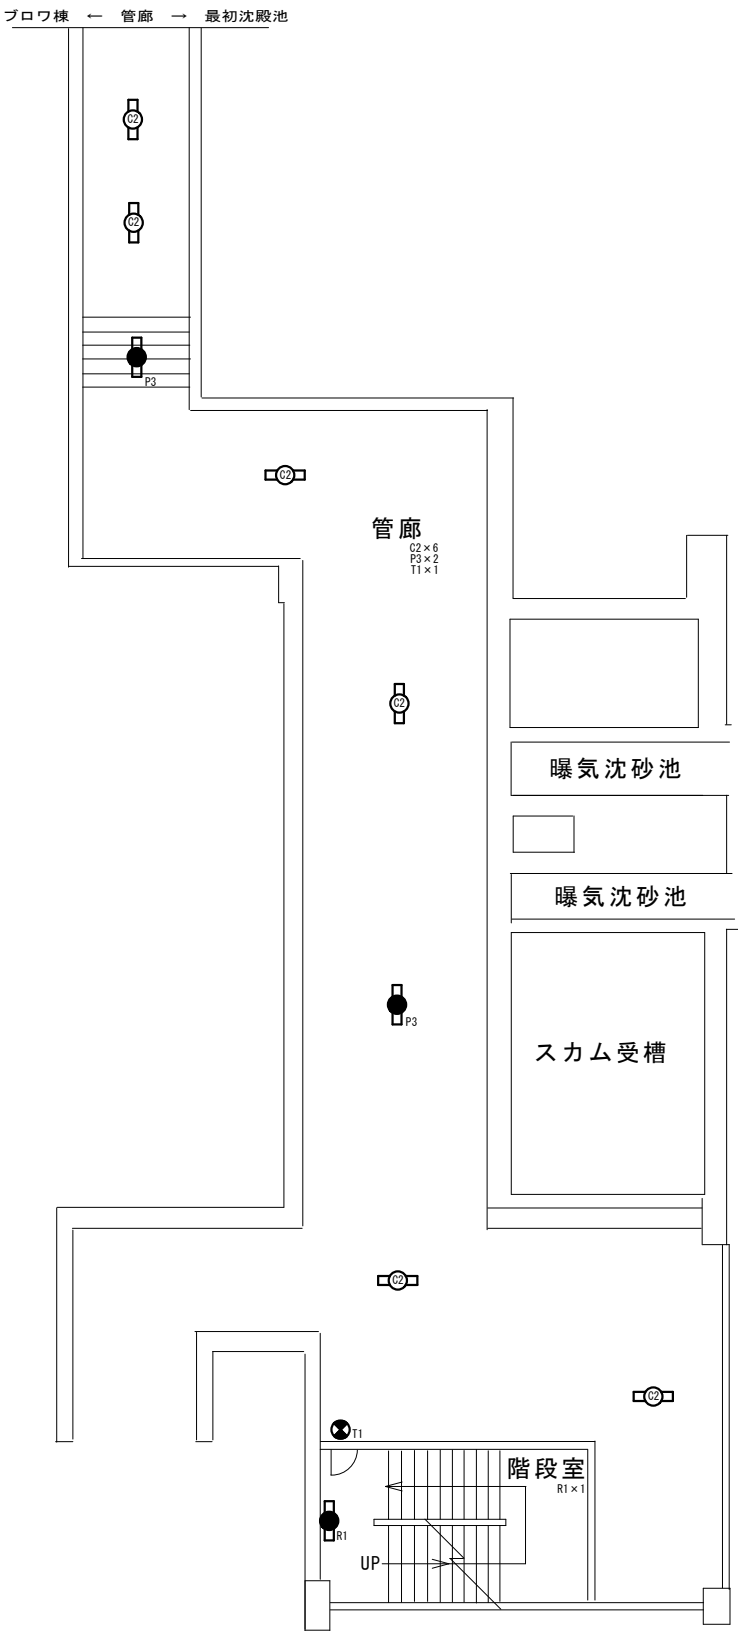 ブロワ棟 ← 管廊 → 最初沈殿池
C2
C2
P3
C2
管廊
C2×6
P3×2
T1×1
C2
曝気沈砂池
曝気沈砂池
P3
スカム受槽
C2
C2
T1
階段室
R1×1
R1
UP